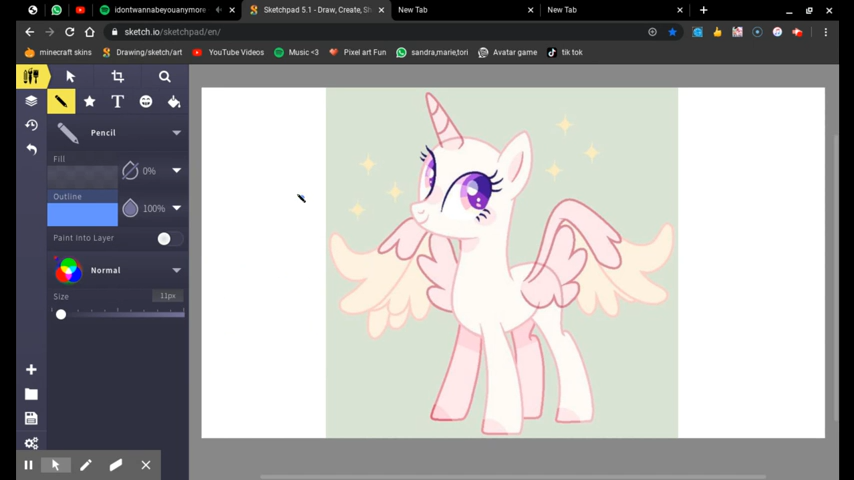 idontwannabeyouanymore
Sketchpad 5.1 - Draw, Create, Sh
New Tab
New Tab
sketch.io/sketchpad/en/
minecraft skins
Drawing/sketch/art
YouTube Videos
Music <3
Pixel art Fun
sandra,marie,tori
Avatar game
tik tok
T
Pencil
Fill
0%
Outline
100%
Paint Into Layer
Normal
Size
11px